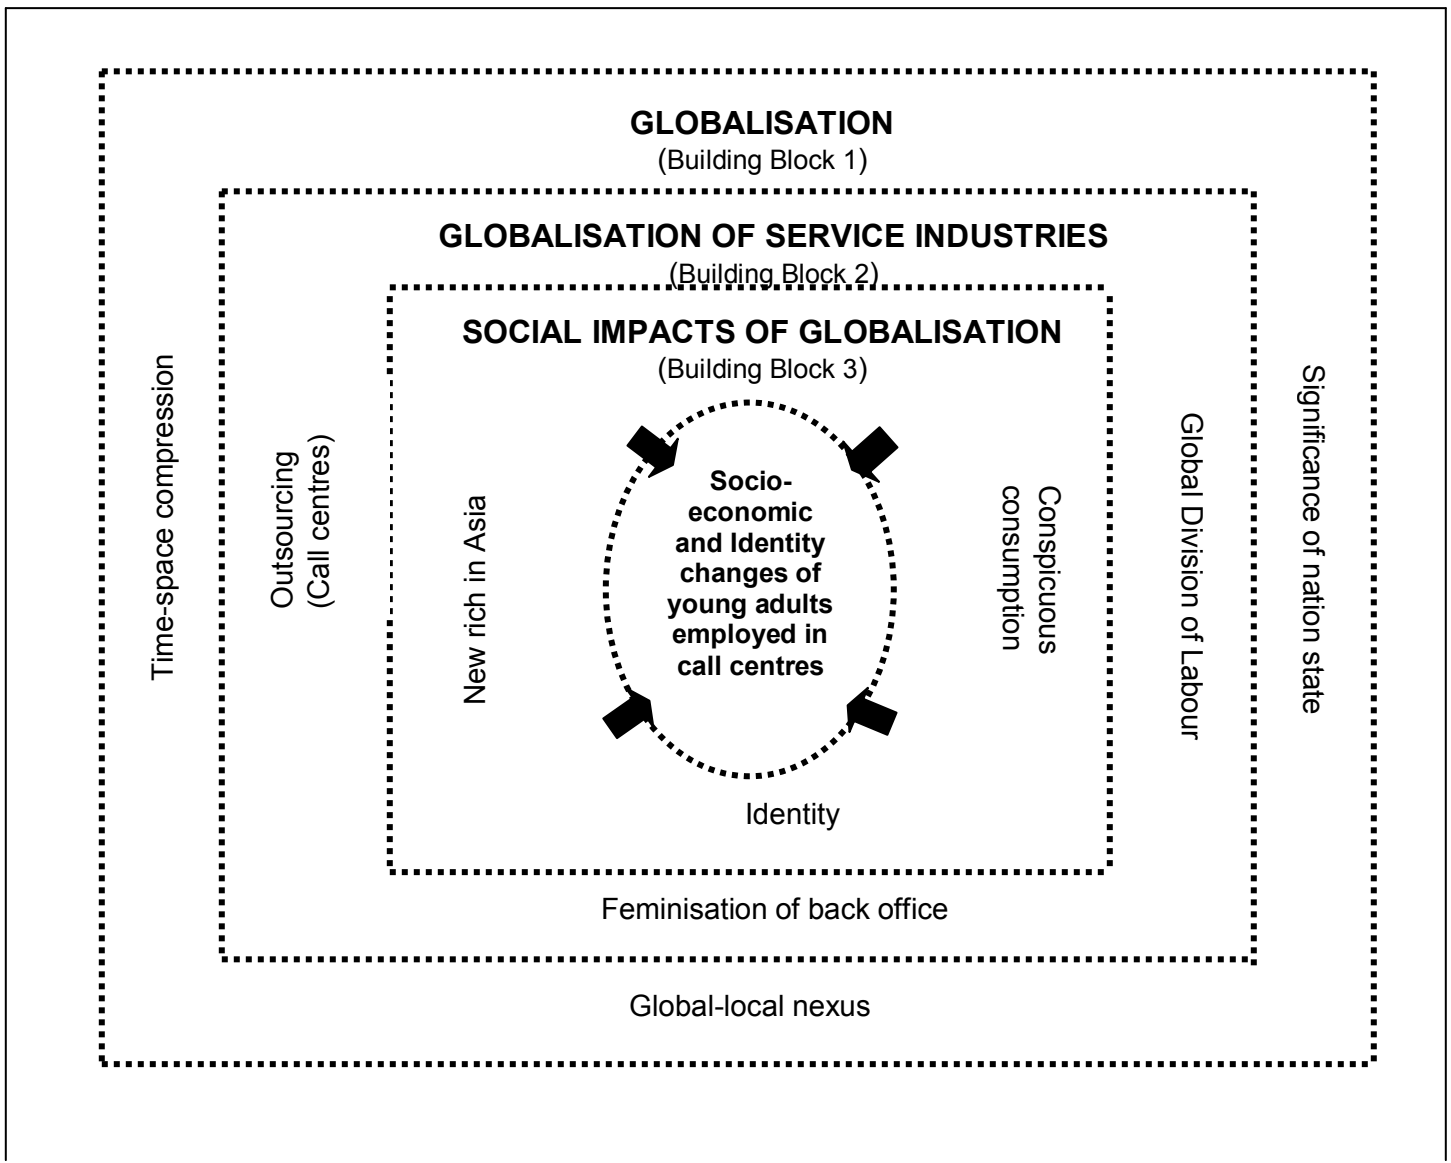 GLOBALISATION
(Building Block 1)
GLOBALISATION OF SERVICE INDUSTRIES
(Building Block 2)
SOCIAL IMPACTS OF GLOBALISATION
(Building Block 3)
Time-space compression
Outsourcing
(Call centres)
New rich in Asia
Socio-
economic
and Identity
changes of
young adults
employed in
call centres
Conspicuous
consumption
Global Division of Labour
Significance of nation state
Identity
Feminisation of back office
Global-local nexus